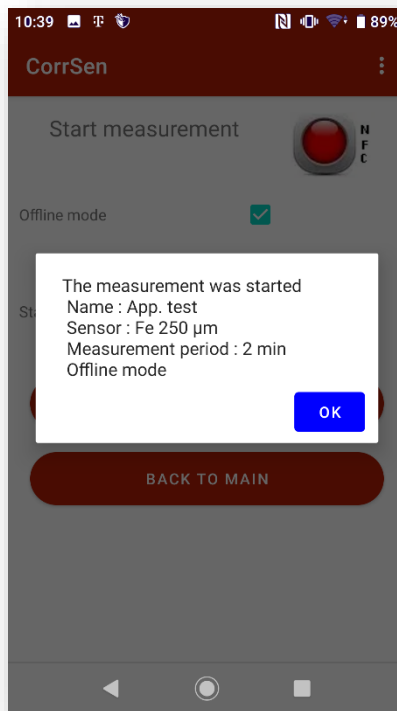 10:39 89%
CorrSen
Start measurement
NFC
Offline mode
The measurement was started
Name : App. test
Sensor : Fe 250 µm
Measurement period : 2 min
Offline mode
OK
BACK TO MAIN